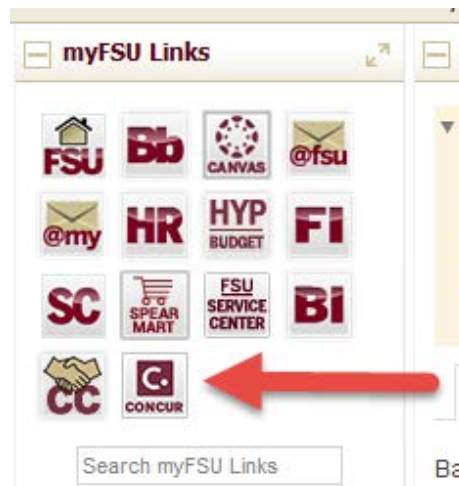 myFSU Links
FSU Bb CANVAS @fsu
@my HR HYP BUDGET FI
SC SPEAR MART FSU SERVICE CENTER BI
CC C. CONCUR
Search myFSU Links
Ba